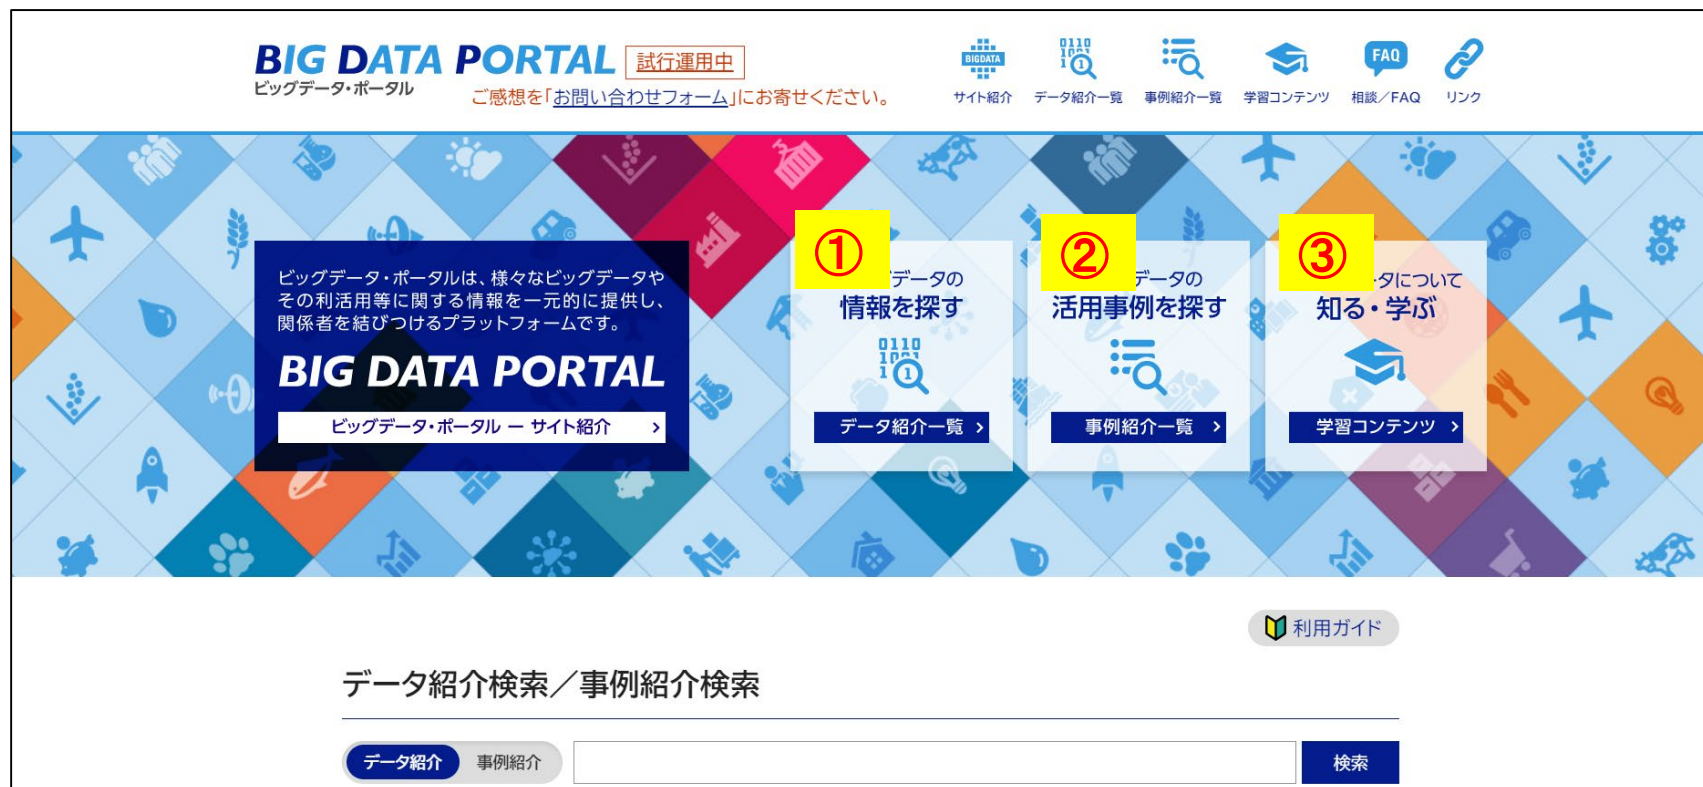 BIG DATA PORTAL 試行運用中
ビッグデータ・ポータル
ご感想を「お問い合わせフォーム」にお寄せください。
BIGDATA
サイト紹介
データ紹介一覧
事例紹介一覧
学習コンテンツ
FAQ
相談／FAQ
リンク
ビッグデータ・ポータルは、様々なビッグデータや
その利活用等に関する情報を一元的に提供し、
関係者を結びつけるプラットフォームです。
BIG DATA PORTAL
ビッグデータ・ポータル ー サイト紹介 >
①
データの
情報を探す
データ紹介一覧 >
②
データの
活用事例を探す
事例紹介一覧 >
③
タについて
知る・学ぶ
学習コンテンツ >
利用ガイド
データ紹介検索／事例紹介検索
データ紹介 事例紹介 検索